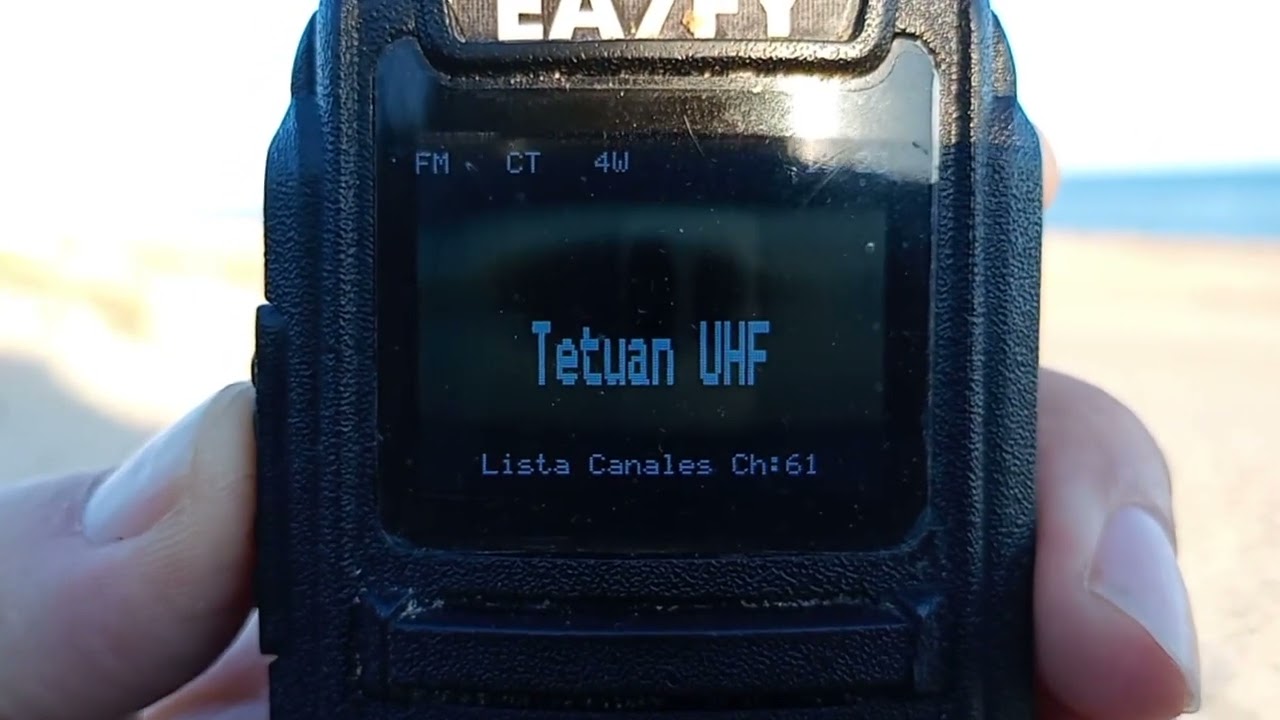 FM CT 4W
Tetuan UHF
Lista Canales Ch:61